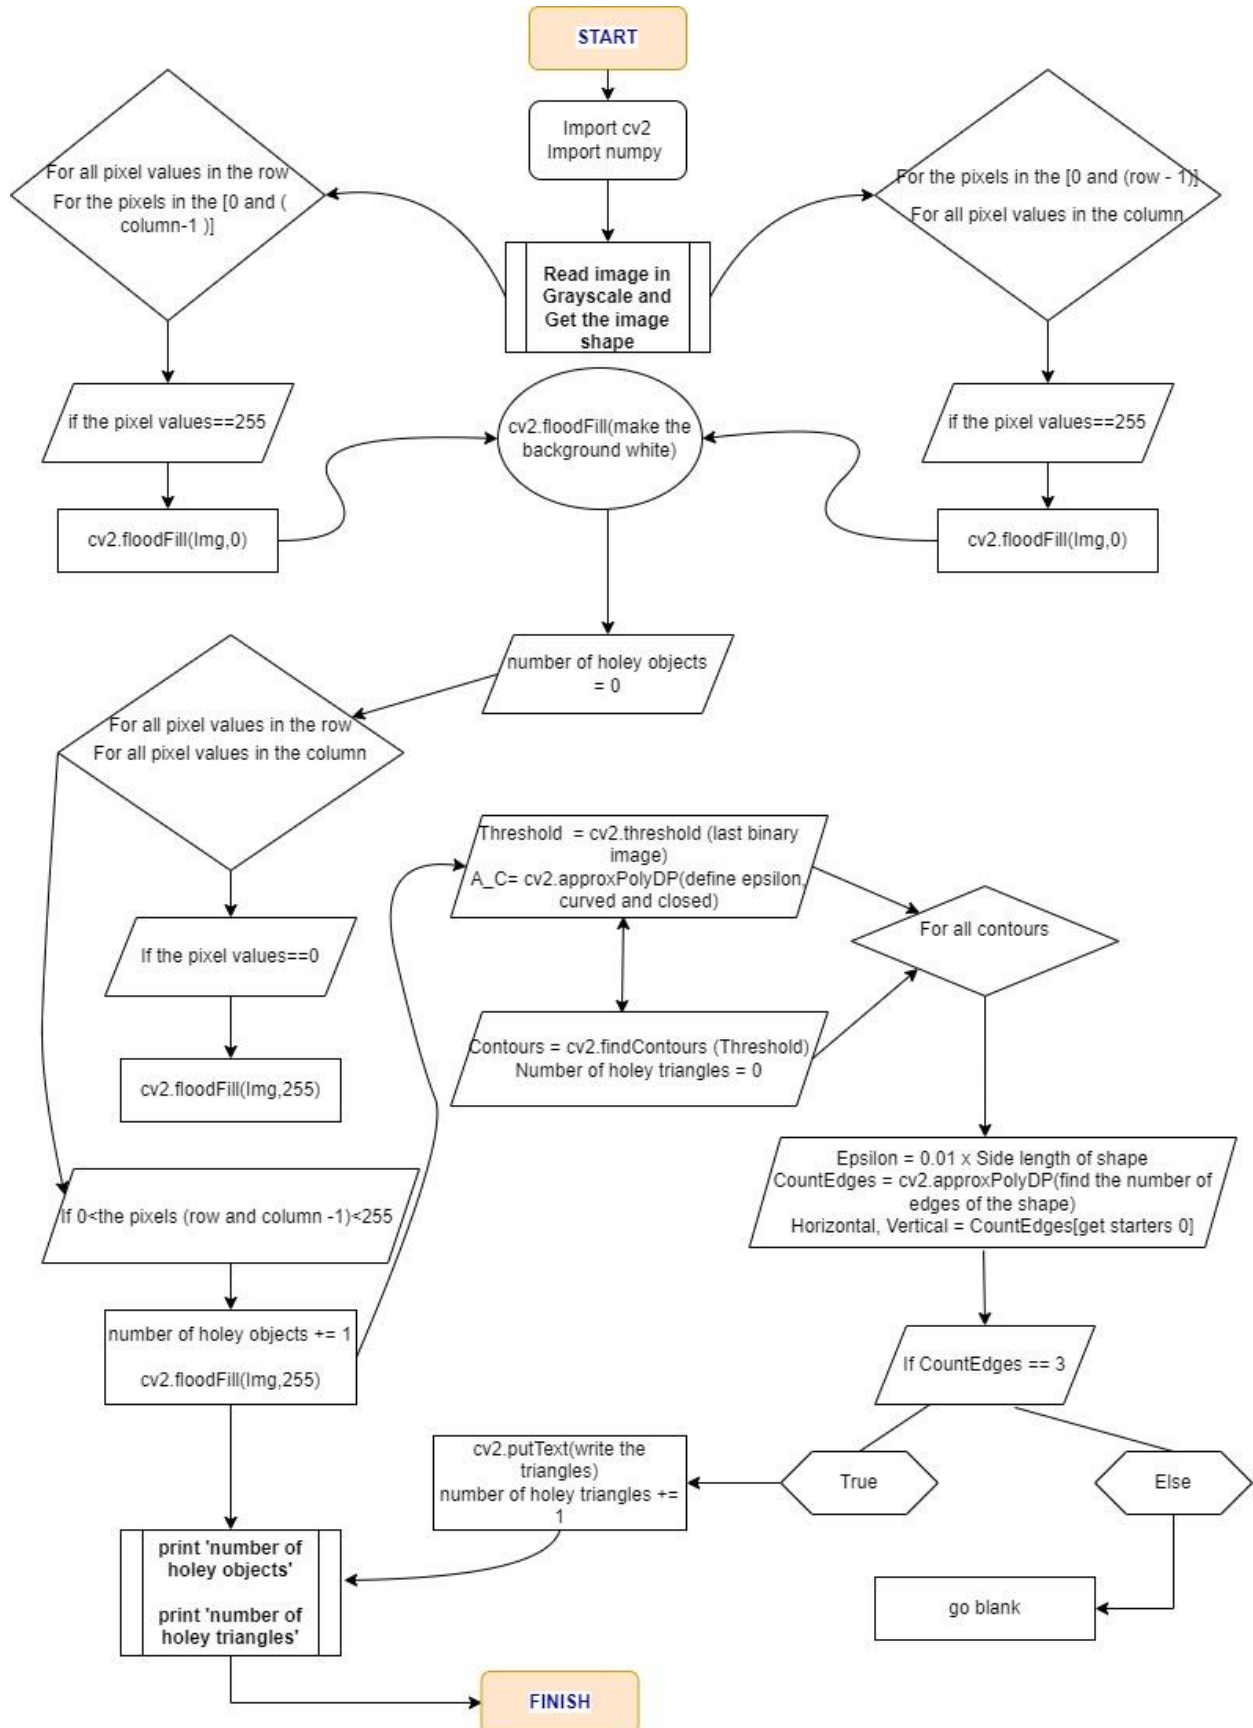 START
Import cv2
Import numpy
For all pixel values in the row
For the pixels in the [0 and (
column-1 )]
For the pixels in the [0 and (row - 1)]
For all pixel values in the column
Read image in
Grayscale and
Get the image
shape
if the pixel values==255
cv2.floodFill(make the
background white)
if the pixel values==255
cv2.floodFill(Img,0)
cv2.floodFill(Img,0)
number of holey objects
= 0
For all pixel values in the row
For all pixel values in the column
Threshold = cv2.threshold (last binary
image)
A_C= cv2.approxPolyDP(define epsilon,
curved and closed)
For all contours
If the pixel values==0
Contours = cv2.findContours (Threshold)
Number of holey triangles = 0
cv2.floodFill(Img,255)
Epsilon = 0.01 x Side length of shape
CountEdges = cv2.approxPolyDP(find the number of
edges of the shape)
Horizontal, Vertical = CountEdges[get starters 0]
If 0<the pixels (row and column -1)<255
number of holey objects += 1
cv2.floodFill(Img,255)
If CountEdges == 3
cv2.putText(write the
triangles)
number of holey triangles +=
1
True
Else
print 'number of
holey objects'
print 'number of
holey triangles'
go blank
FINISH